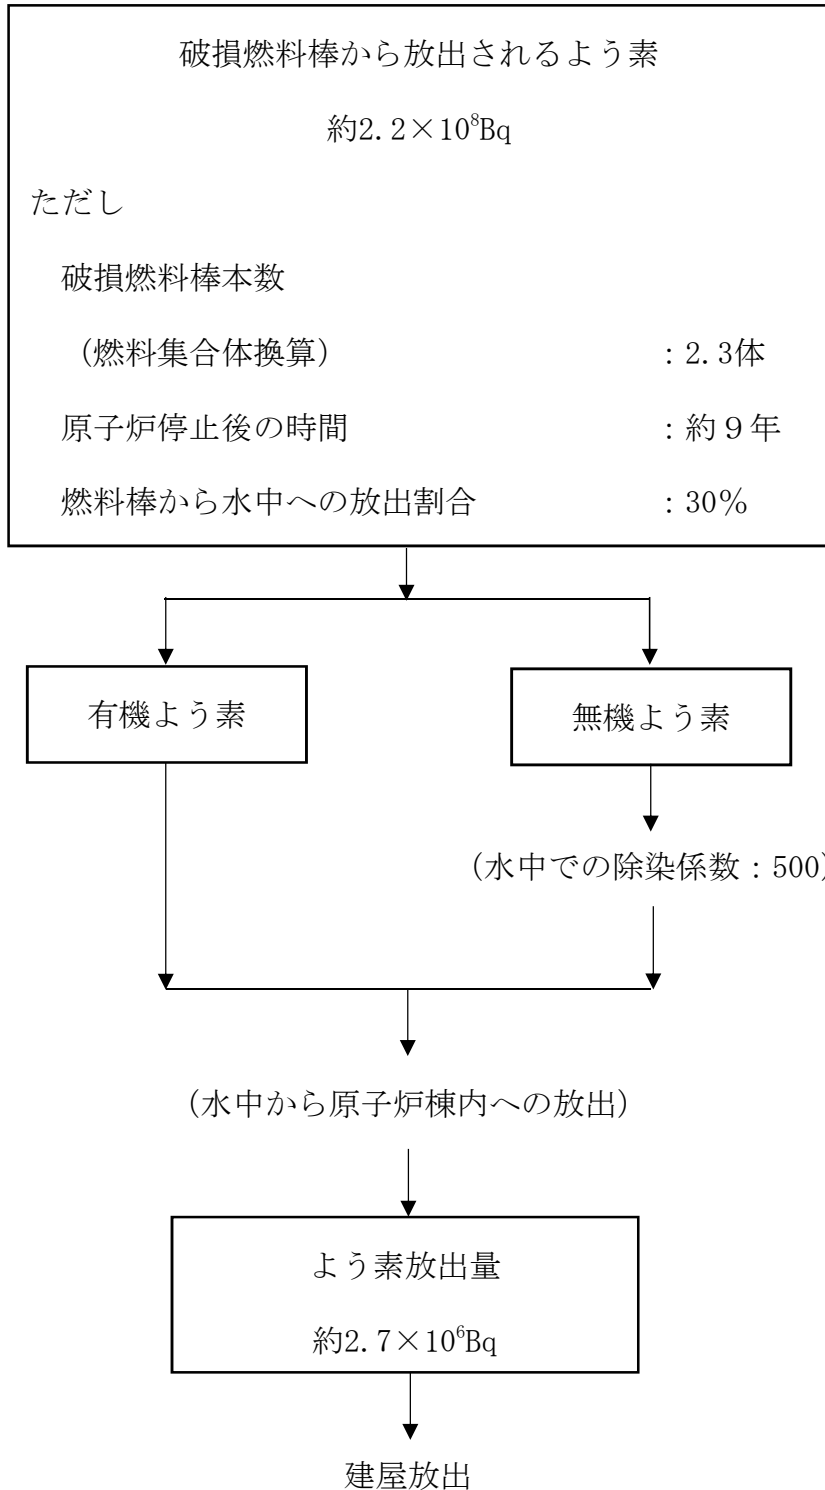 破損燃料棒から放出されるよう素
約2.2×10⁸Bq
ただし
破損燃料棒本数
（燃料集合体換算）：2.3体
原子炉停止後の時間：約９年
燃料棒から水中への放出割合：30％
有機よう素
無機よう素
（水中での除染係数：500）
（水中から原子炉棟内への放出）
よう素放出量
約2.7×10⁶Bq
建屋放出